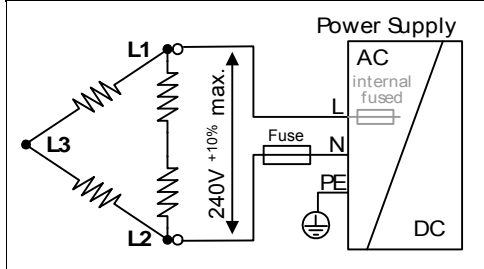 Power Supply
L1
AC
internal
fused
240V +10% max.
L
Fuse
N
L3
PE
L2
DC